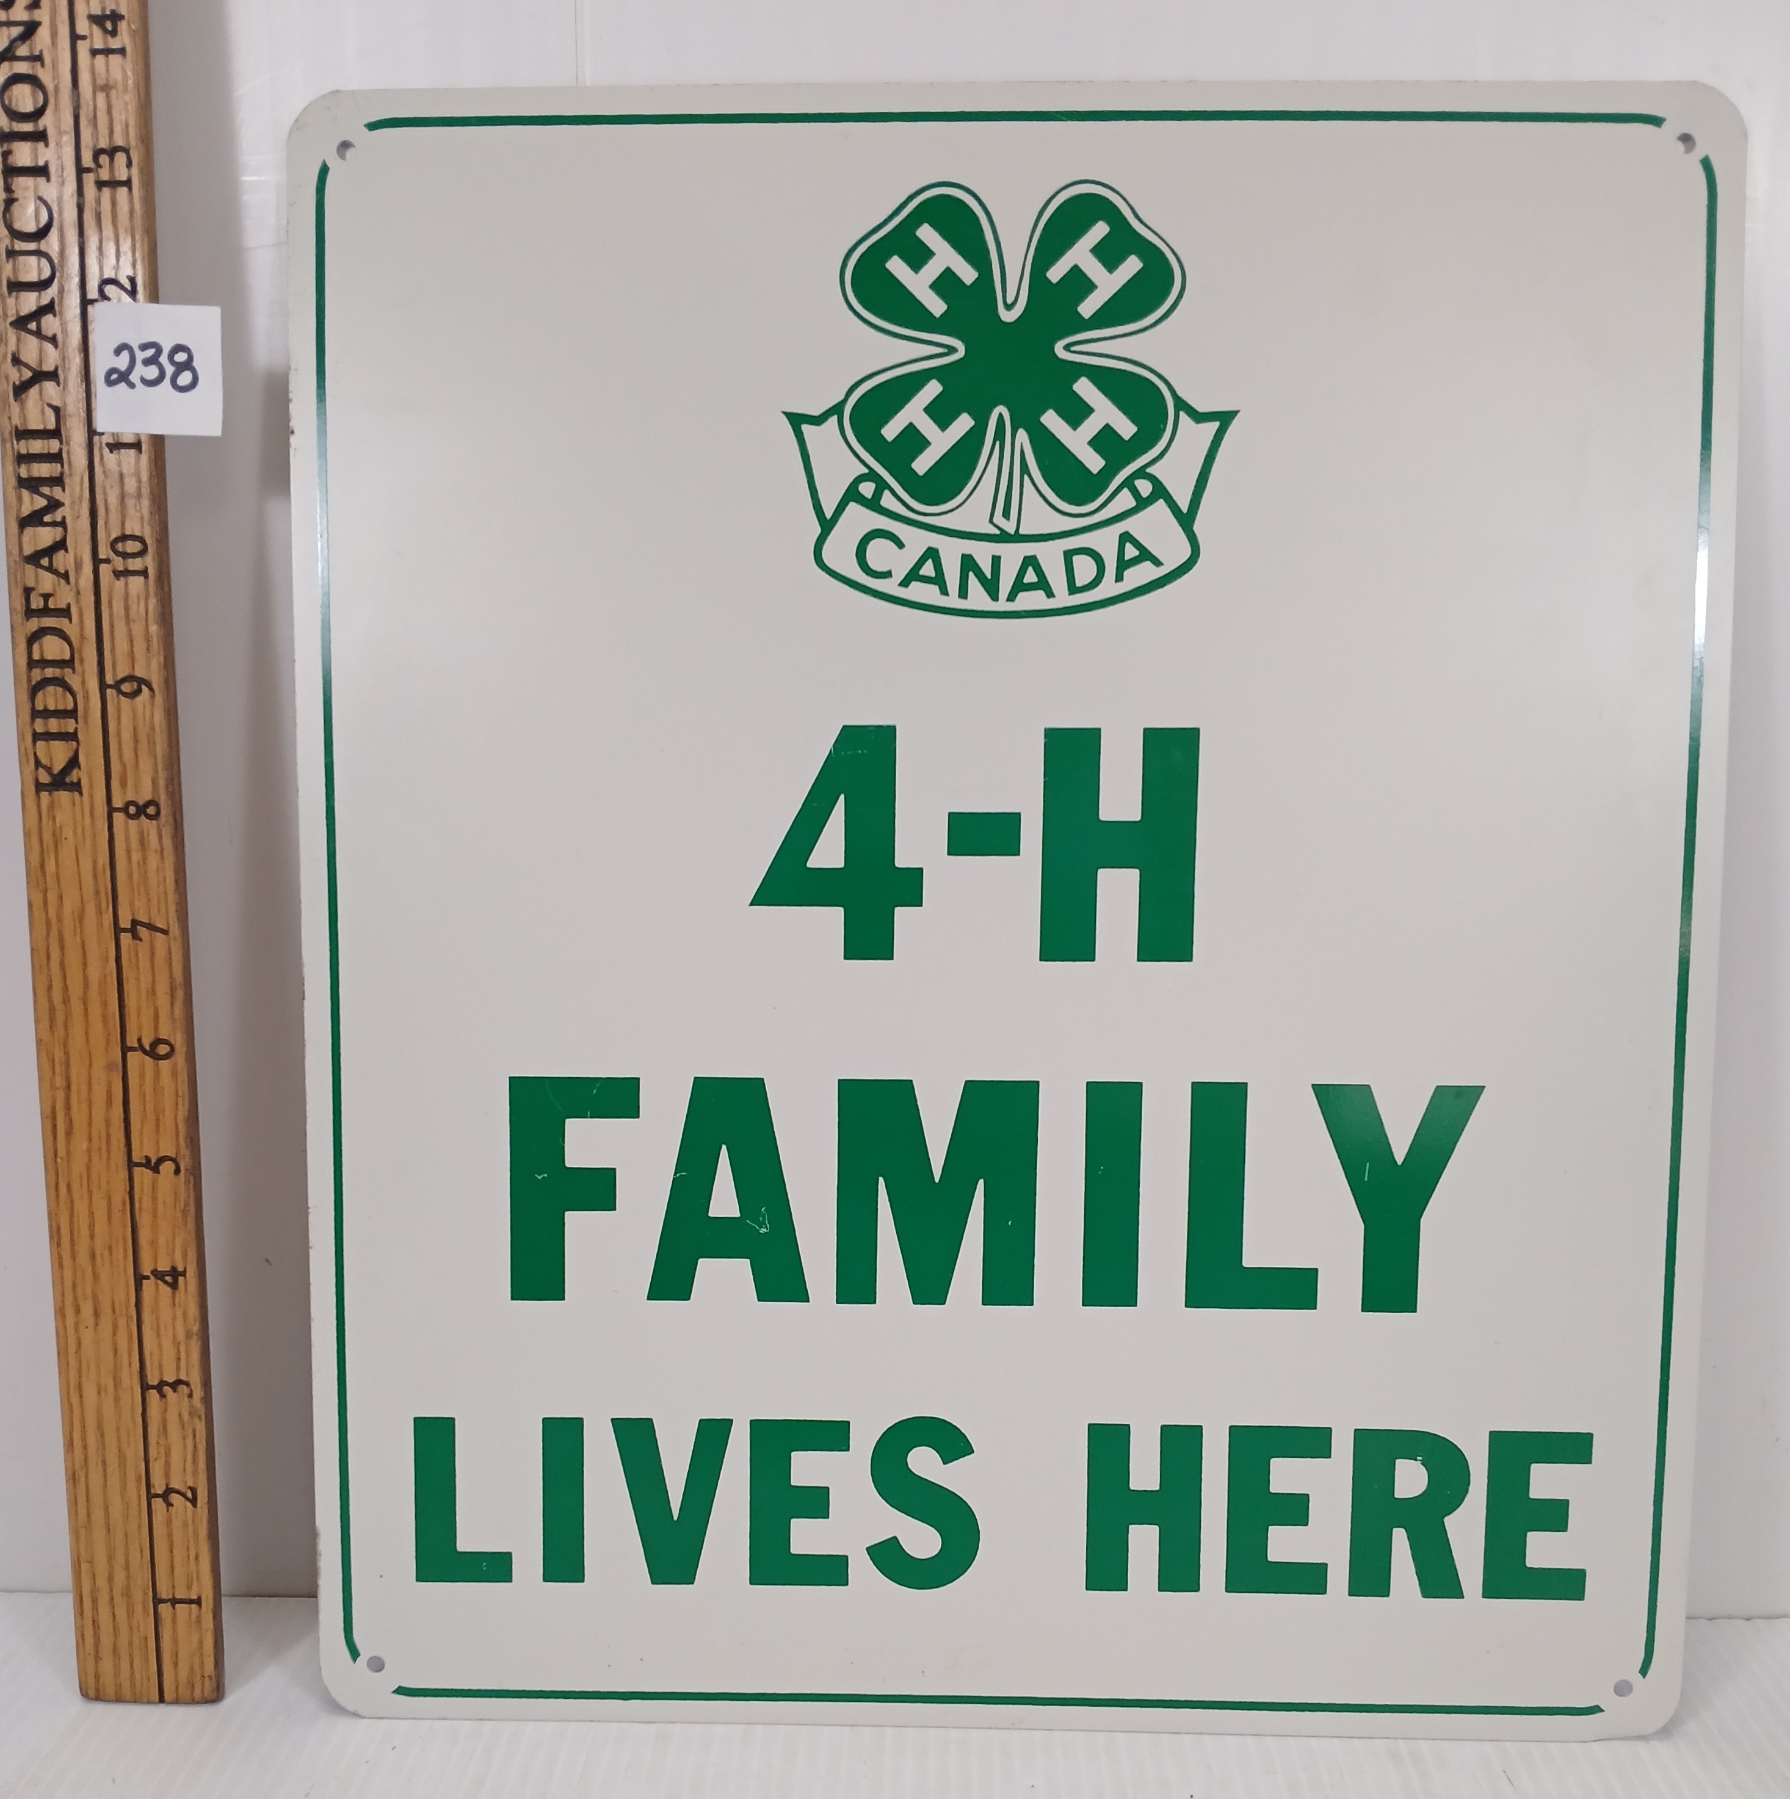 H H
H H
CANADA
4-H
FAMILY
LIVES HERE
238
KIDDFAMILYAUCTIONS
14
13
12
11
10
9
8
7
6
5
4
3
2
1